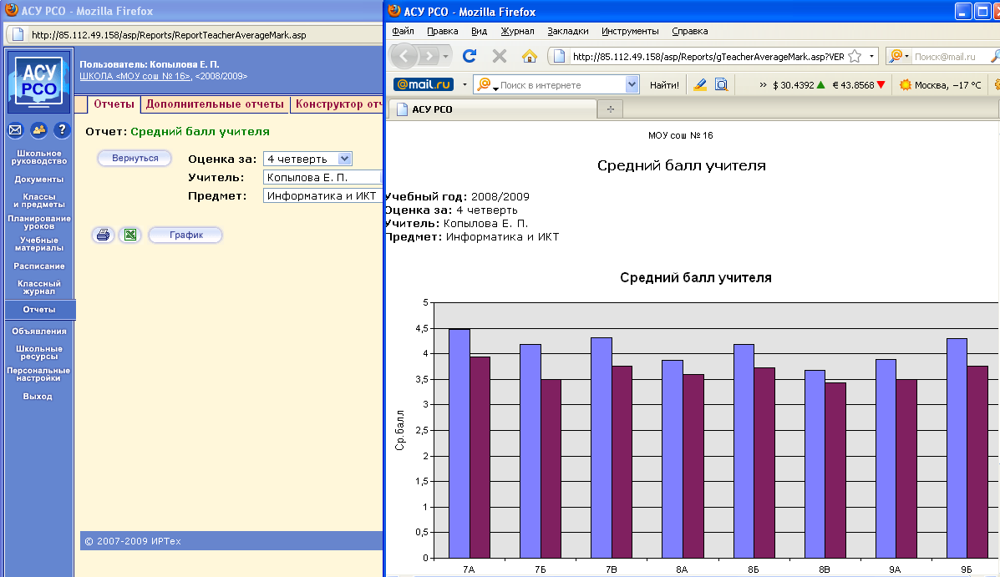 АСУ РСО - Mozilla Firefox
http://85.112.49.158/asp/Reports/ReportTeacherAverageMark.asp
АСУ
РСО
Пользователь: Копылова Е. П.
ШКОЛА <МОУ сош № 16>, <2008/2009>
Отчеты
Дополнительные отчеты
Конструктор отч
?
Школьное
руководство
Документы
Классы
и предметы
Планирование
уроков
Учебные
материалы
Расписание
Классный
журнал
Отчеты
Объявления
Школьные
ресурсы
Персональные
настройки
Выход
Отчет: Средний балл учителя
Вернуться
Оценка за: 4 четверть
Учитель: Копылова Е. П.
Предмет: Информатика и ИКТ
График
© 2007-2009 ИРТех
АСУ РСО - Mozilla Firefox
Файл Правка Вид Журнал Закладки Инструменты Справка
http://85.112.49.158/asp/Reports/gTeacherAverageMark.asp?VER
Поиск@mail.ru
@mail.ru
Поиск в интернете
Найти!
» $ 30.4392 ▲ € 43.8568 ▼ Москва, −17 °C
АСУ РСО
МОУ сош № 16
Средний балл учителя
Учебный год: 2008/2009
Оценка за: 4 четверть
Учитель: Копылова Е. П.
Предмет: Информатика и ИКТ
Средний балл учителя
Ср.балл
5
4,5
4
3,5
3
2,5
2
1,5
1
0,5
0
7А 7Б 7В 8А 8Б 8В 9А 9Б